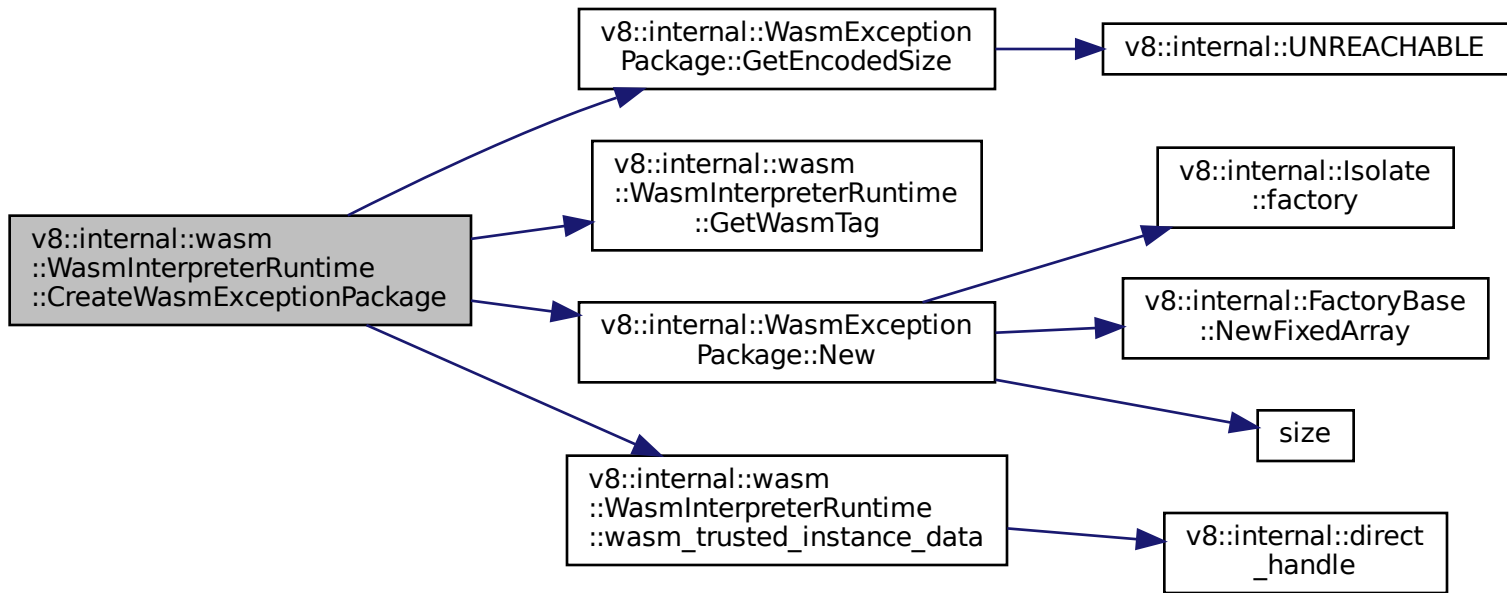 v8::internal::wasm
::WasmInterpreterRuntime
::CreateWasmExceptionPackage
v8::internal::WasmException
Package::GetEncodedSize
v8::internal::UNREACHABLE
v8::internal::wasm
::WasmInterpreterRuntime
::GetWasmTag
v8::internal::WasmException
Package::New
v8::internal::Isolate
::factory
v8::internal::FactoryBase
::NewFixedArray
size
v8::internal::wasm
::WasmInterpreterRuntime
::wasm_trusted_instance_data
v8::internal::direct
_handle